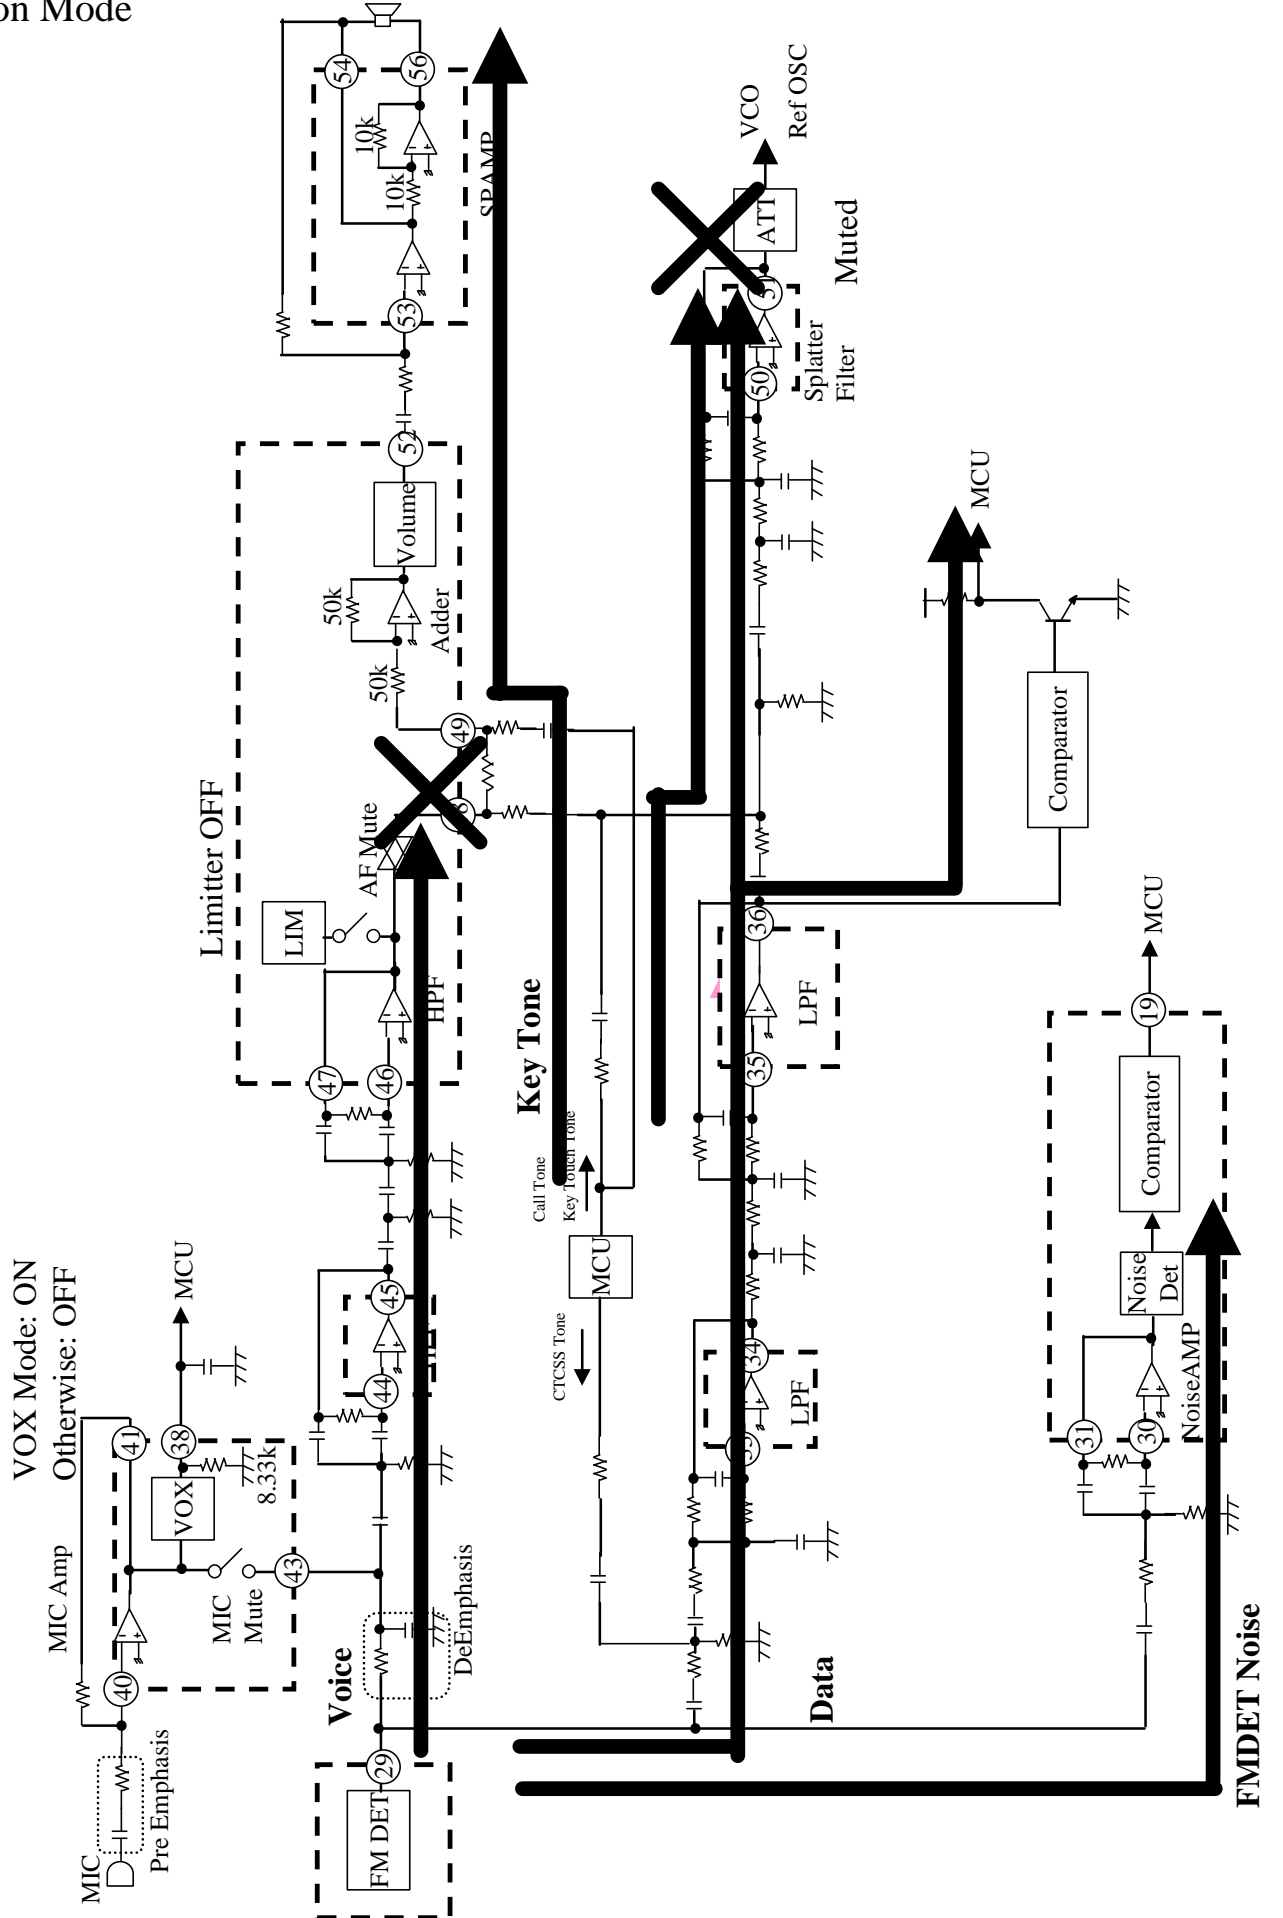 on Mode
VOX Mode: ON
Otherwise: OFF
MIC
Pre Emphasis
MIC Amp
40
41
VOX
38
MCU
8.33k
MIC
Mute
43
FM DET
29
Voice
DeEmphasis
44
45
47
46
HPF
LIM
Limitter OFF
AF Mute
49
50k
50k
Adder
Volume
52
53
10k
10k
54
56
SPAMP
Key Tone
Call Tone
Key Touch Tone
MCU
CTCSS Tone
Data
34
LPF
35
36
LPF
50
Splatter
Filter
ATT
Muted
VCO
Ref OSC
Comparator
MCU
FMDET Noise
31
30
NoiseAMP
Noise
Det
Comparator
19
MCU